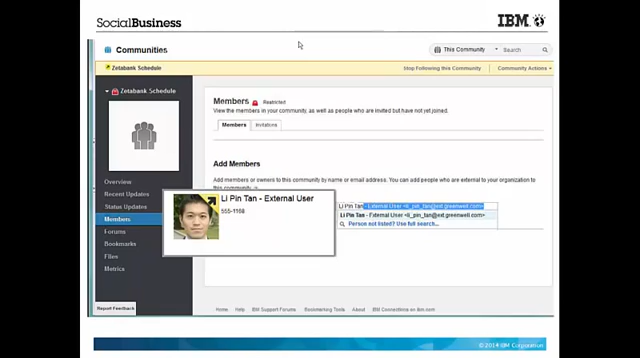 SocialBusiness
IBM
Communities
This Community
Search
Zetabank Schedule
Stop Following this Community
Community Actions
Zetabank Schedule
Members Restricted
View the members in your community, as well as people who are invited but have not yet joined.
Members
Invitations
Add Members
Add members or owners to this community by name or email address. You can add people who are external to your organization to
this community
Overview
Recent Updates
Status Updates
Members
Forums
Bookmarks
Files
Metrics
Li Pin Tan - External User
555-1168
Li Pin Tan - External User <li_pin_tan@ext.greenwell.com>
Li Pin Tan - External User <li_pin_tan@ext.greenwell.com>
Person not listed? Use full search...
Report Feedback
Home
Help
IBM Support Forums
Bookmarking Tools
About
IBM Connections on ibm.com
© 2014 IBM Corporation